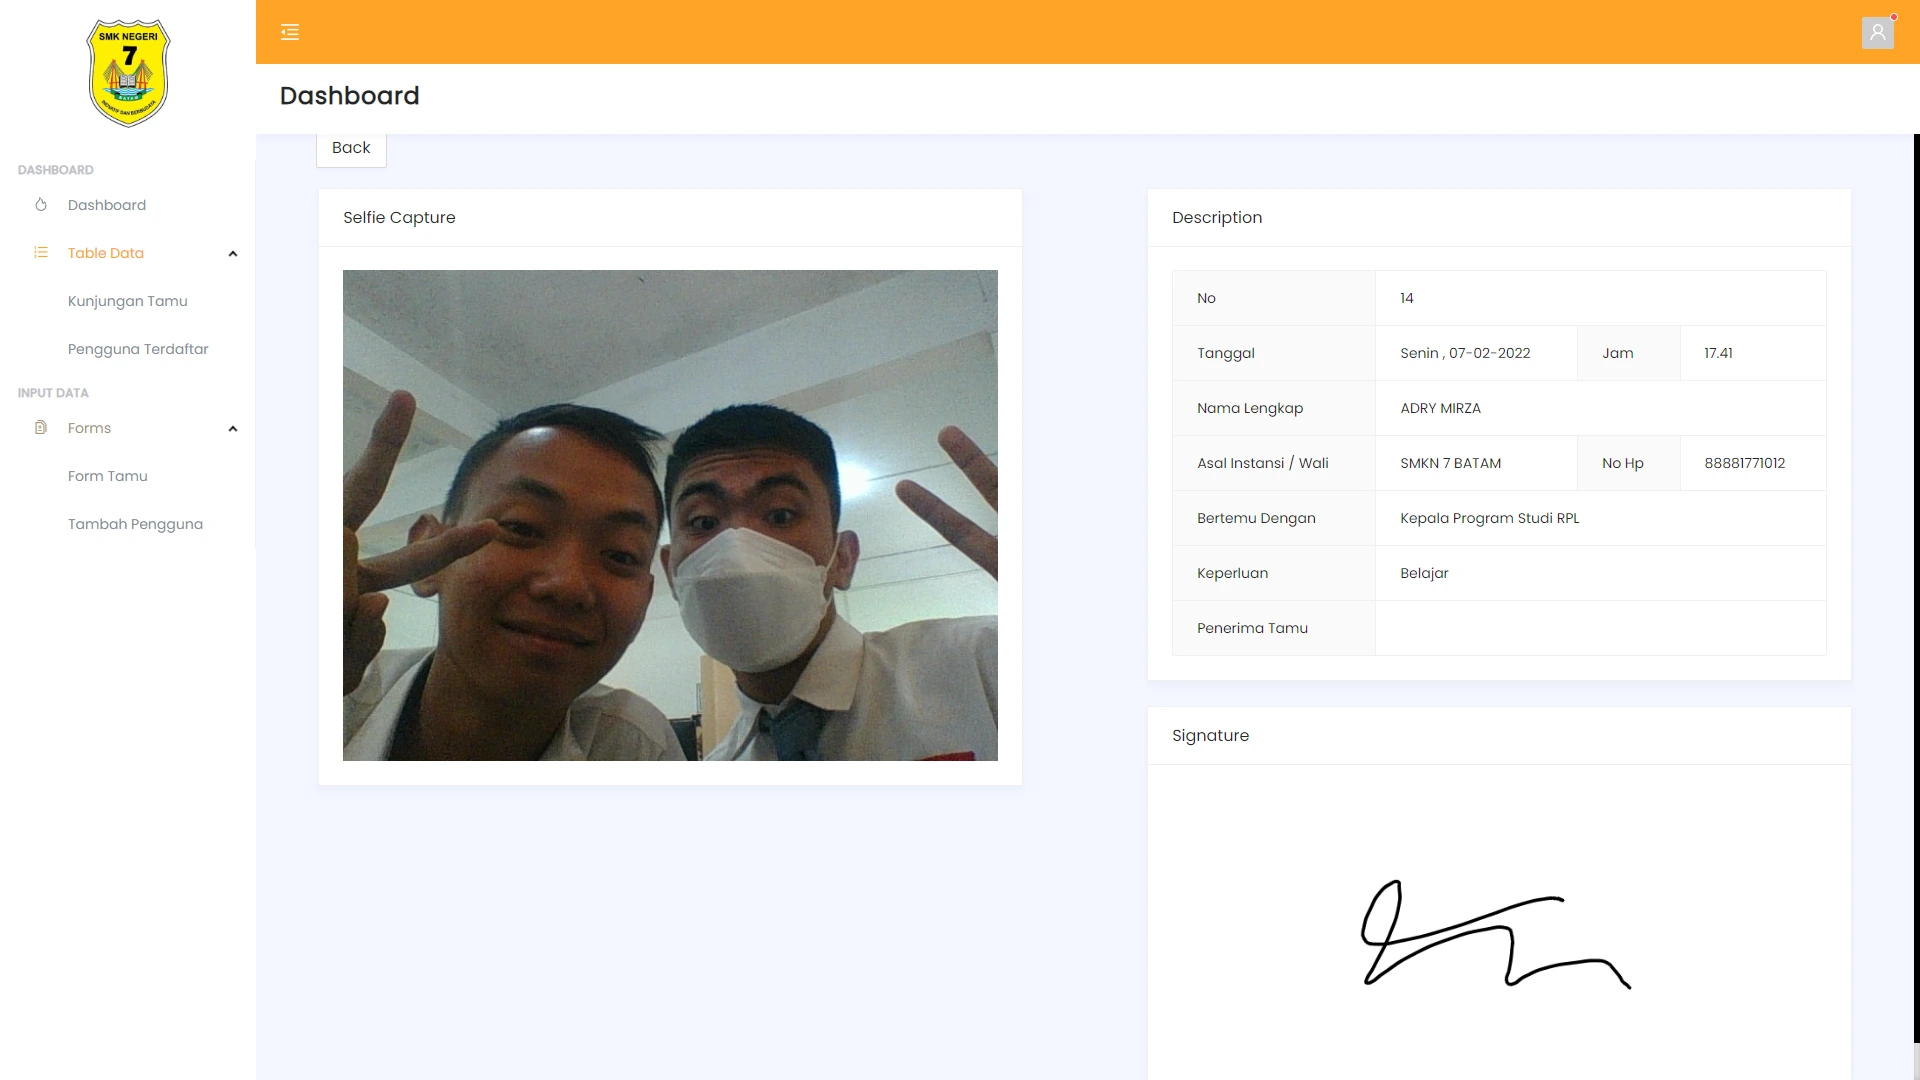 SMK NEGERI
7
BATAM
INOVATIF DAN BERBUDAYA
DASHBOARD
Dashboard
Table Data
Kunjungan Tamu
Pengguna Terdaftar
INPUT DATA
Forms
Form Tamu
Tambah Pengguna
Dashboard
Back
Selfie Capture
Description
No 14
Tanggal Senin , 07-02-2022 Jam 17.41
Nama Lengkap ADRY MIRZA
Asal Instansi / Wali SMKN 7 BATAM No Hp 88881771012
Bertemu Dengan Kepala Program Studi RPL
Keperluan Belajar
Penerima Tamu
Signature